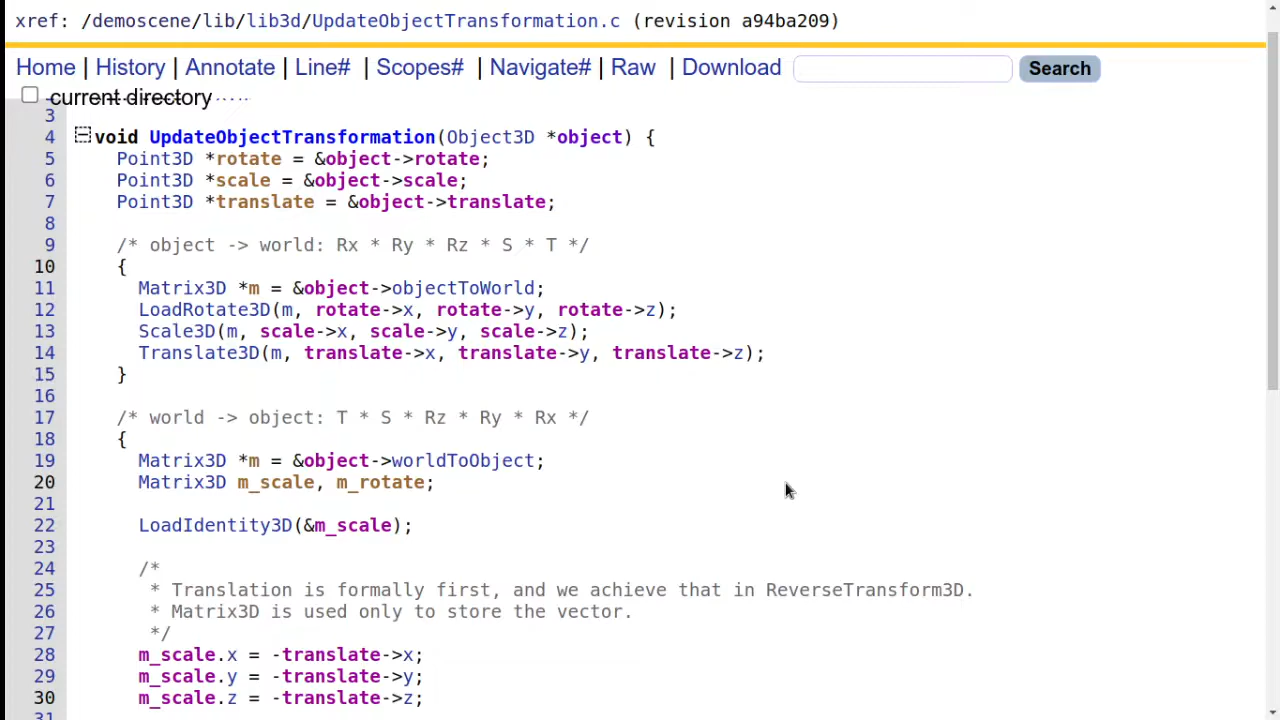 xref: /demoscene/lib/lib3d/UpdateObjectTransformation.c (revision a94ba209)
Home | History | Annotate | Line# | Scopes# | Navigate# | Raw | Download Search
current directory
3
4 void UpdateObjectTransformation(Object3D *object) {
5 Point3D *rotate = &object->rotate;
6 Point3D *scale = &object->scale;
7 Point3D *translate = &object->translate;
8
9 /* object -> world: Rx * Ry * Rz * S * T */
10 {
11 Matrix3D *m = &object->objectToWorld;
12 LoadRotate3D(m, rotate->x, rotate->y, rotate->z);
13 Scale3D(m, scale->x, scale->y, scale->z);
14 Translate3D(m, translate->x, translate->y, translate->z);
15 }
16
17 /* world -> object: T * S * Rz * Ry * Rx */
18 {
19 Matrix3D *m = &object->worldToObject;
20 Matrix3D m_scale, m_rotate;
21
22 LoadIdentity3D(&m_scale);
23
24 /*
25 * Translation is formally first, and we achieve that in ReverseTransform3D.
26 * Matrix3D is used only to store the vector.
27 */
28 m_scale.x = -translate->x;
29 m_scale.y = -translate->y;
30 m_scale.z = -translate->z;
31